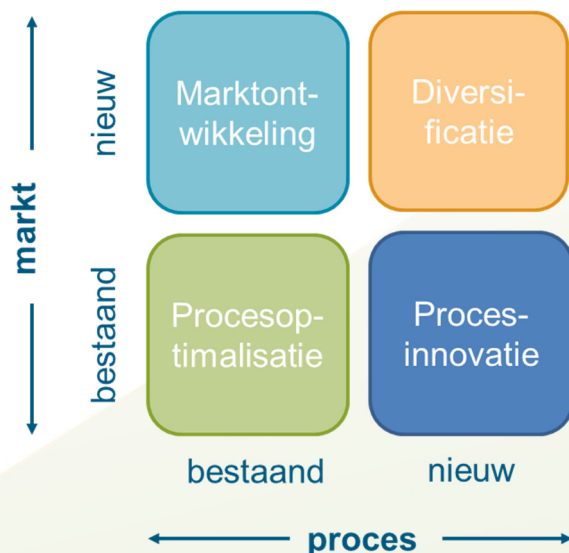 markt
nieuw
Marktont-
wikkeling
Diversi-
ficatie
bestaand
Procesop-
timalisatie
Proces-
innovatie
bestaand
nieuw
proces